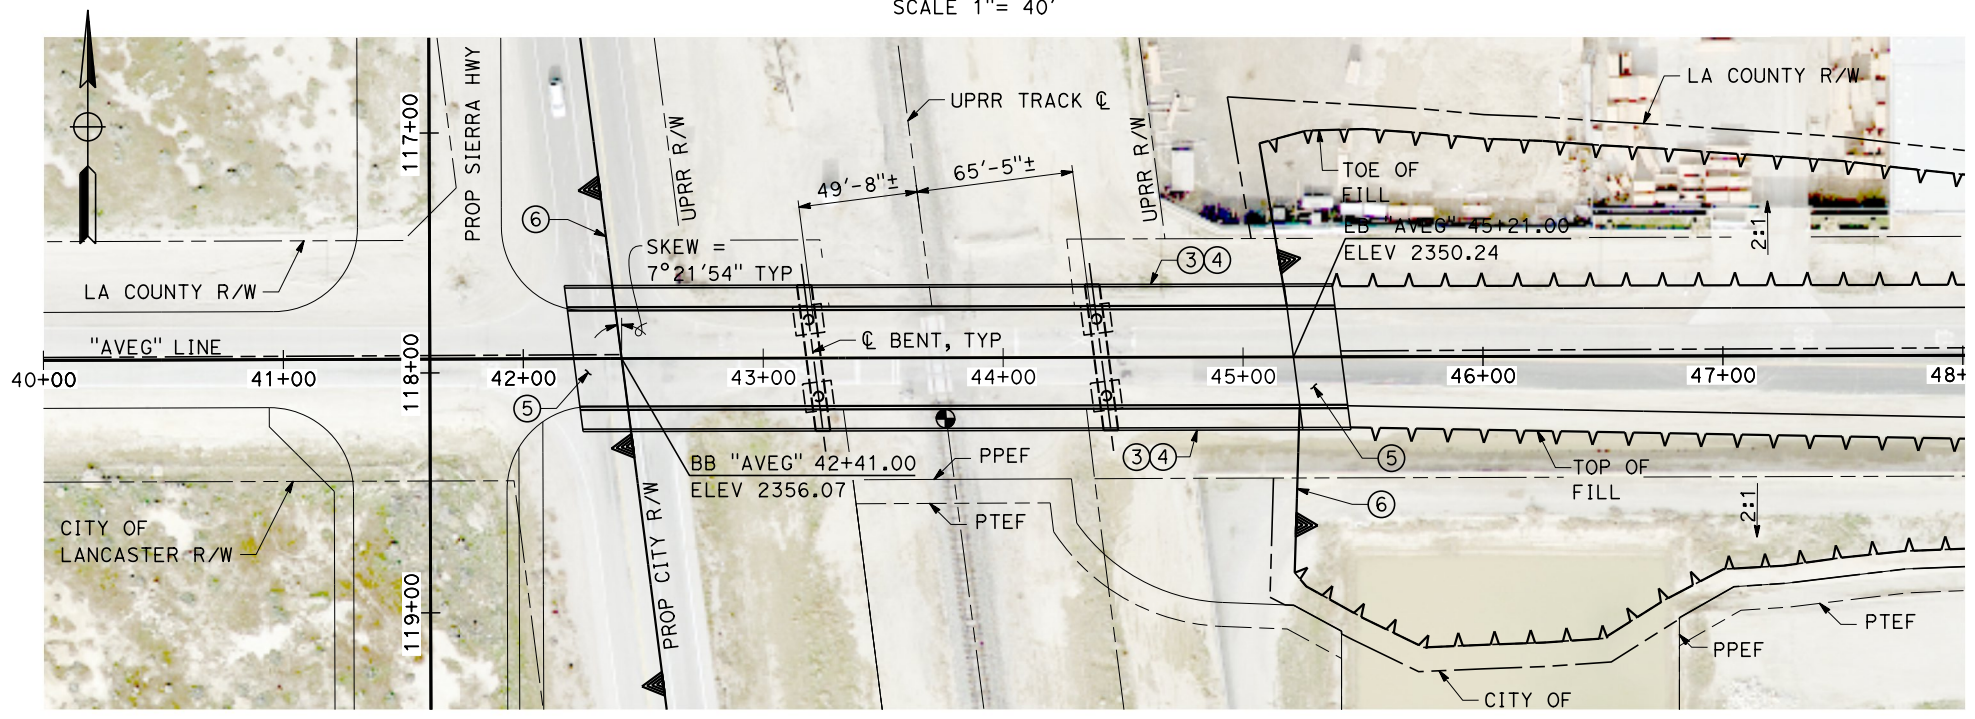 SCALE 1"= 40'
117+00
PROP SIERRA HWY
UPRR R/W
UPRR TRACK ℄
UPRR R/W
LA COUNTY R/W
49'-8"±
65'-5"±
TOE OF
FILL
6
SKEW =
7°21'54" TYP
3 4
EB "AVEG" 45+21.00
ELEV 2350.24
2:1
LA COUNTY R/W
"AVEG" LINE
℄ BENT, TYP
118+00
40+00
41+00
42+00
43+00
44+00
45+00
46+00
47+00
48+
5
BB "AVEG" 42+41.00
ELEV 2356.07
PPEF
PTEF
3 4
5
TOP OF
FILL
6
2:1
CITY OF
LANCASTER R/W
PROP CITY R/W
119+00
PTEF
PPEF
CITY OF